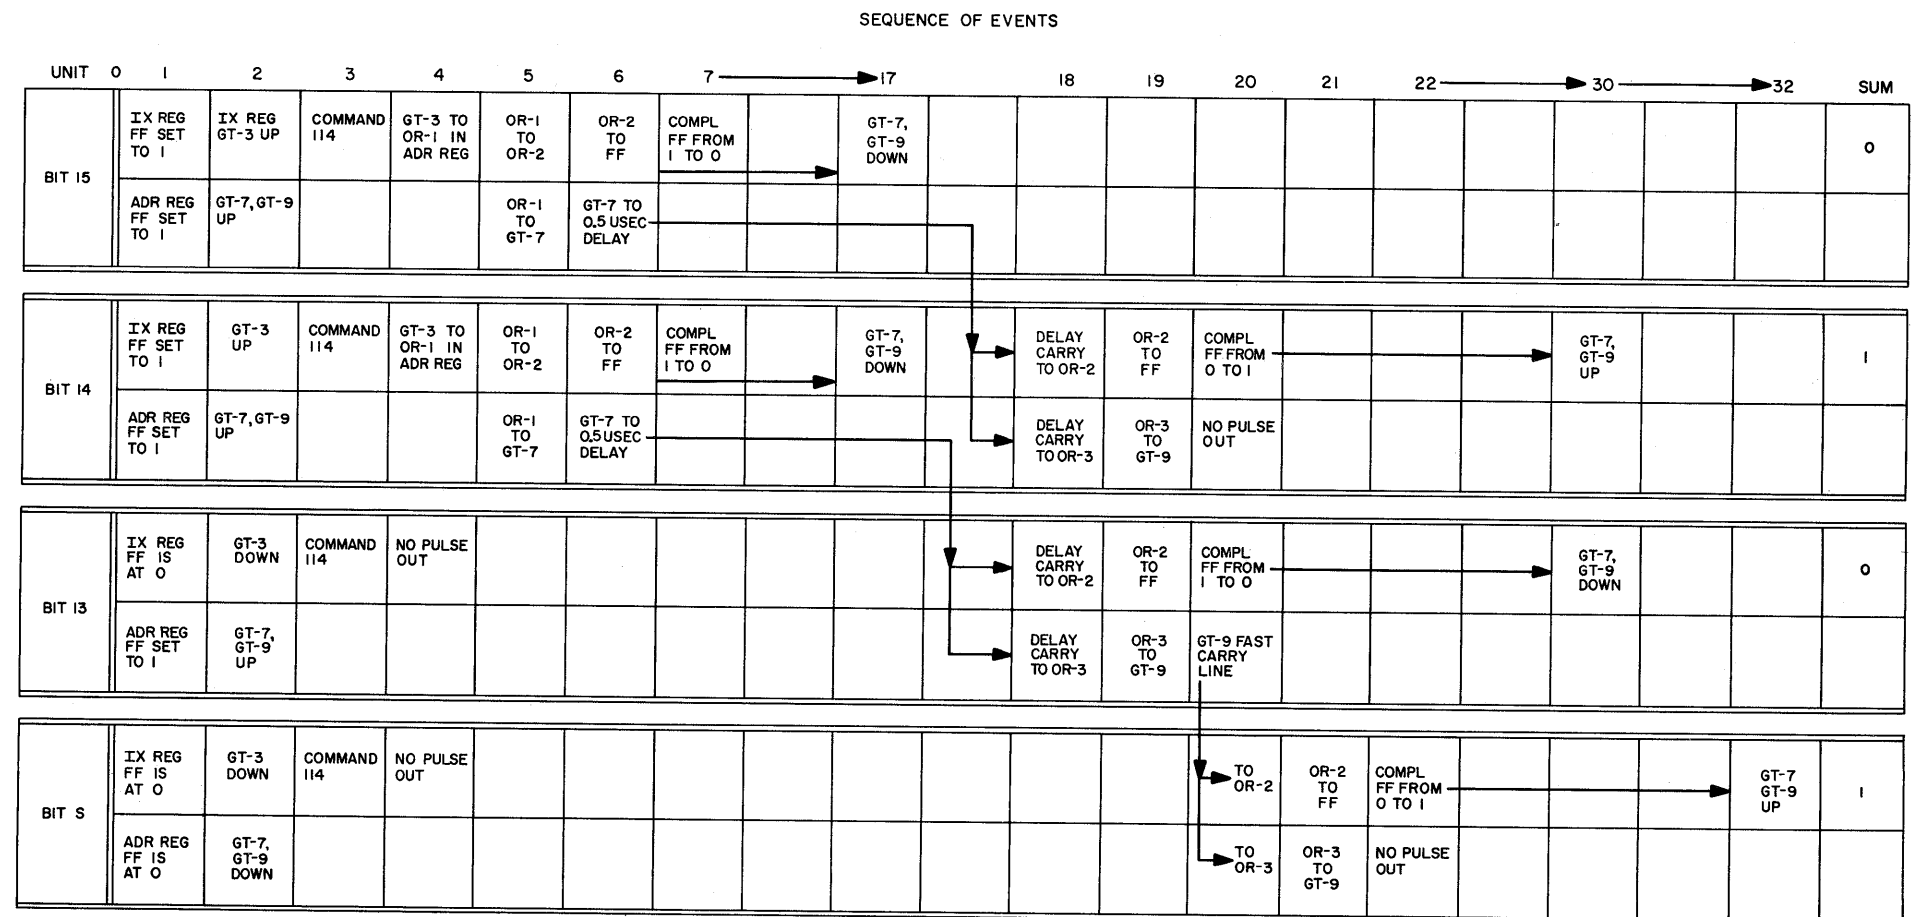 SEQUENCE OF EVENTS
UNIT 0 1 2 3 4 5 6 7 17 18 19 20 21 22 30 32 SUM
BIT 15
IX REG
FF SET
TO 1
IX REG
GT-3 UP
COMMAND
114
GT-3 TO
OR-1 IN
ADR REG
OR-1
TO
OR-2
OR-2
TO
FF
COMPL
FF FROM
1 TO 0
GT-7,
GT-9
DOWN
0
ADR REG
FF SET
TO 1
GT-7, GT-9
UP
OR-1
TO
GT-7
GT-7 TO
0.5 USEC
DELAY
BIT 14
IX REG
FF SET
TO 1
GT-3
UP
COMMAND
114
GT-3 TO
OR-1 IN
ADR REG
OR-1
TO
OR-2
OR-2
TO
FF
COMPL
FF FROM
1 TO 0
GT-7,
GT-9
DOWN
DELAY
CARRY
TO OR-2
OR-2
TO
FF
COMPL
FF FROM
0 TO 1
GT-7,
GT-9
UP
1
ADR REG
FF SET
TO 1
GT-7, GT-9
UP
OR-1
TO
GT-7
GT-7 TO
0.5 USEC
DELAY
DELAY
CARRY
TO OR-3
OR-3
TO
GT-9
NO PULSE
OUT
BIT 13
IX REG
FF IS
AT 0
GT-3
DOWN
COMMAND
114
NO PULSE
OUT
DELAY
CARRY
TO OR-2
OR-2
TO
FF
COMPL
FF FROM
1 TO 0
GT-7,
GT-9
DOWN
0
ADR REG
FF SET
TO 1
GT-7,
GT-9
UP
DELAY
CARRY
TO OR-3
OR-3
TO
GT-9
GT-9 FAST
CARRY
LINE
BIT S
IX REG
FF IS
AT 0
GT-3
DOWN
COMMAND
114
NO PULSE
OUT
TO
OR-2
OR-2
TO
FF
COMPL
FF FROM
0 TO 1
GT-7
GT-9
UP
1
ADR REG
FF IS
AT 0
GT-7,
GT-9
DOWN
TO
OR-3
OR-3
TO
GT-9
NO PULSE
OUT